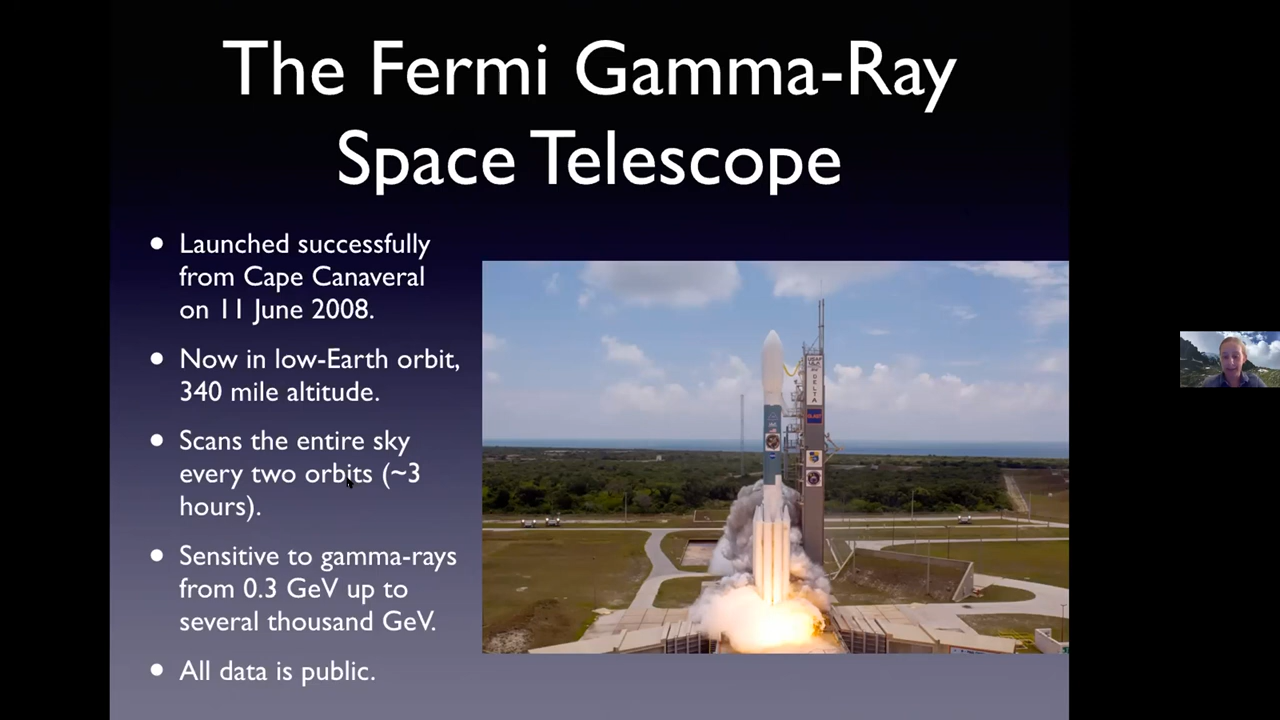 The Fermi Gamma-Ray
Space Telescope
• Launched successfully
from Cape Canaveral
on 11 June 2008.
• Now in low-Earth orbit,
340 mile altitude.
• Scans the entire sky
every two orbits (~3
hours).
• Sensitive to gamma-rays
from 0.3 GeV up to
several thousand GeV.
• All data is public.
DELTA